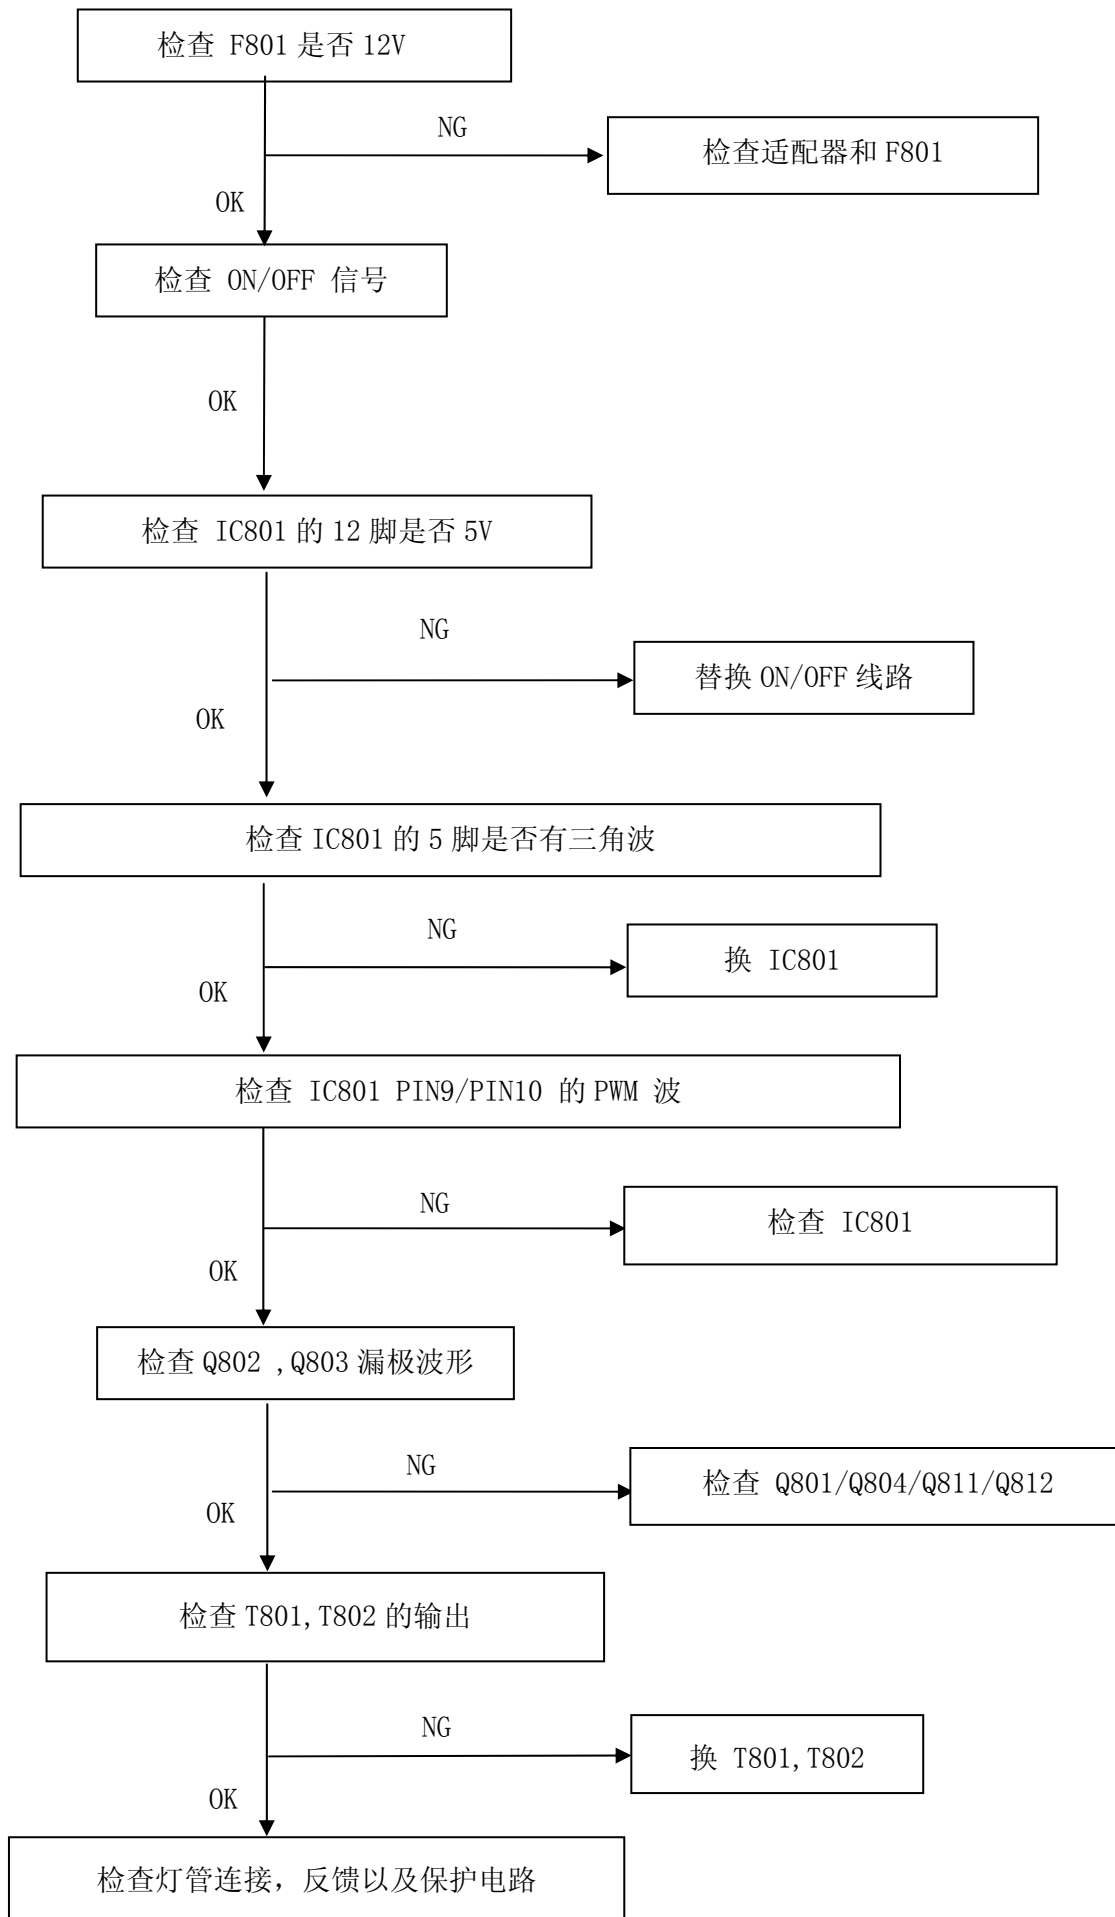 检查 F801 是否 12V
NG
检查适配器和 F801
OK
检查 ON/OFF 信号
OK
检查 IC801 的 12 脚是否 5V
NG
替换 ON/OFF 线路
OK
检查 IC801 的 5 脚是否有三角波
NG
换 IC801
OK
检查 IC801 PIN9/PIN10 的 PWM 波
NG
检查 IC801
OK
检查 Q802 ,Q803 漏极波形
NG
检查 Q801/Q804/Q811/Q812
OK
检查 T801,T802 的输出
NG
换 T801,T802
OK
检查灯管连接，反馈以及保护电路